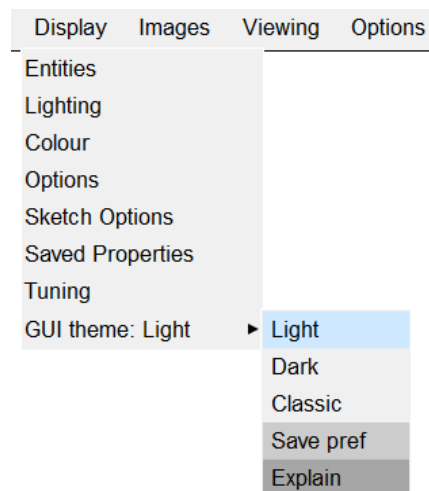 Display Images Viewing Options
Entities
Lighting
Colour
Options
Sketch Options
Saved Properties
Tuning
GUI theme: Light ▸ Light
Dark
Classic
Save pref
Explain